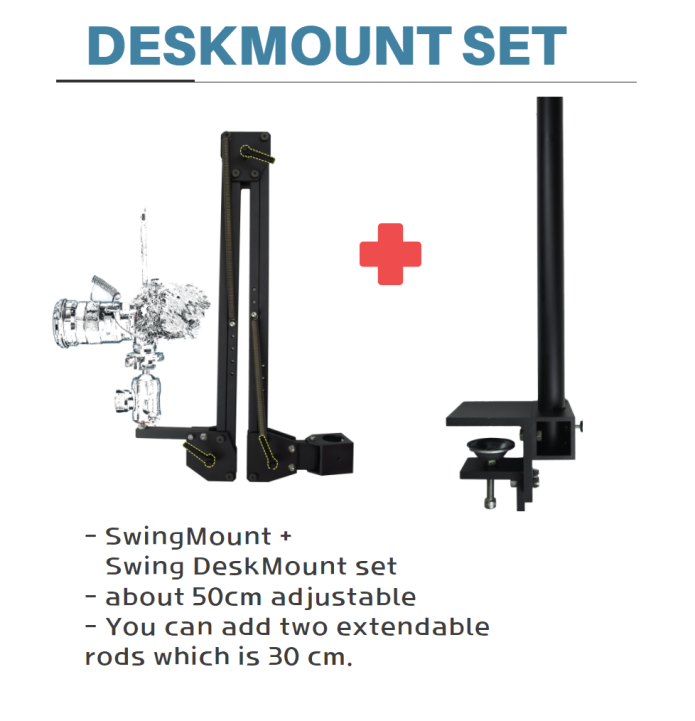 DESKMOUNT SET
- SwingMount +
Swing DeskMount set
- about 50cm adjustable
- You can add two extendable
rods which is 30 cm.